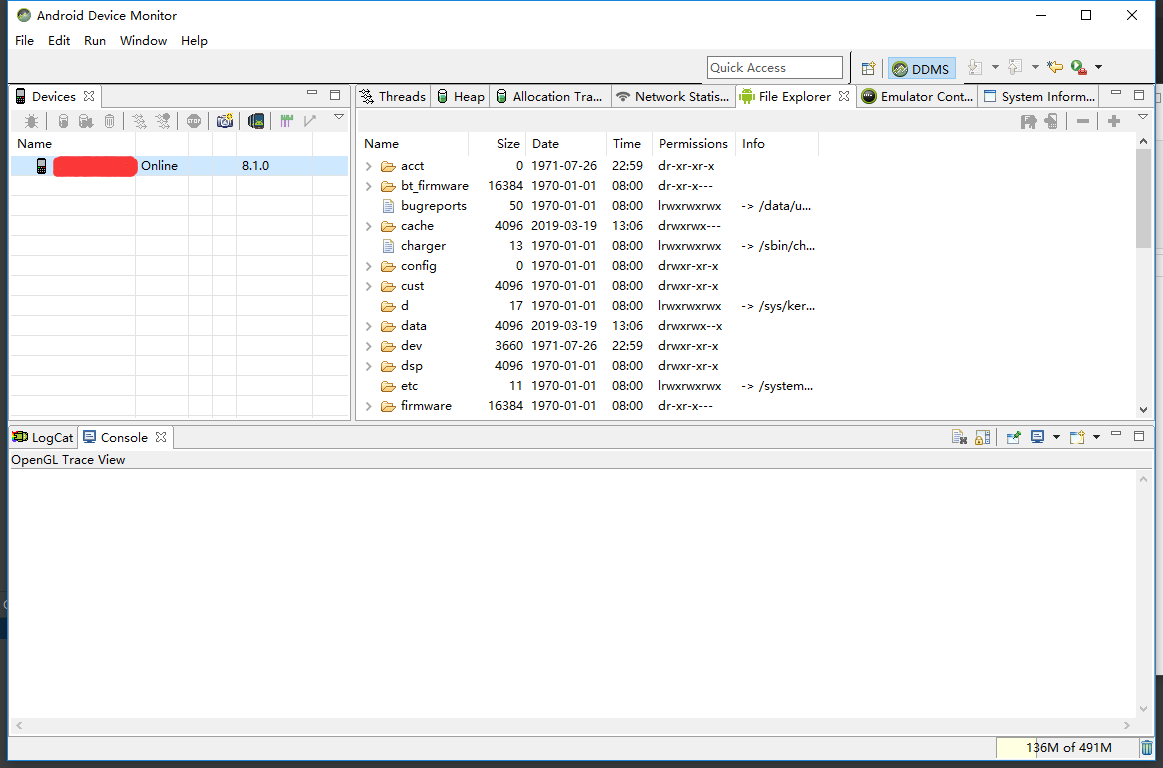 Android Device Monitor
File Edit Run Window Help
Quick Access
DDMS
Devices
Threads Heap Allocation Tra... Network Statis... File Explorer Emulator Cont... System Inform...
Name
Online 8.1.0
Name Size Date Time Permissions Info
acct 0 1971-07-26 22:59 dr-xr-xr-x
bt_firmware 16384 1970-01-01 08:00 dr-xr-x---
bugreports 50 1970-01-01 08:00 lrwxrwxrwx -> /data/u...
cache 4096 2019-03-19 13:06 drwxrwx---
charger 13 1970-01-01 08:00 lrwxrwxrwx -> /sbin/ch...
config 0 1970-01-01 08:00 drwxr-xr-x
cust 4096 1970-01-01 08:00 drwxr-xr-x
d 17 1970-01-01 08:00 lrwxrwxrwx -> /sys/ker...
data 4096 2019-03-19 13:06 drwxrwx--x
dev 3660 1971-07-26 22:59 drwxr-xr-x
dsp 4096 1970-01-01 08:00 drwxr-xr-x
etc 11 1970-01-01 08:00 lrwxrwxrwx -> /system...
firmware 16384 1970-01-01 08:00 dr-xr-x---
LogCat Console
OpenGL Trace View
136M of 491M